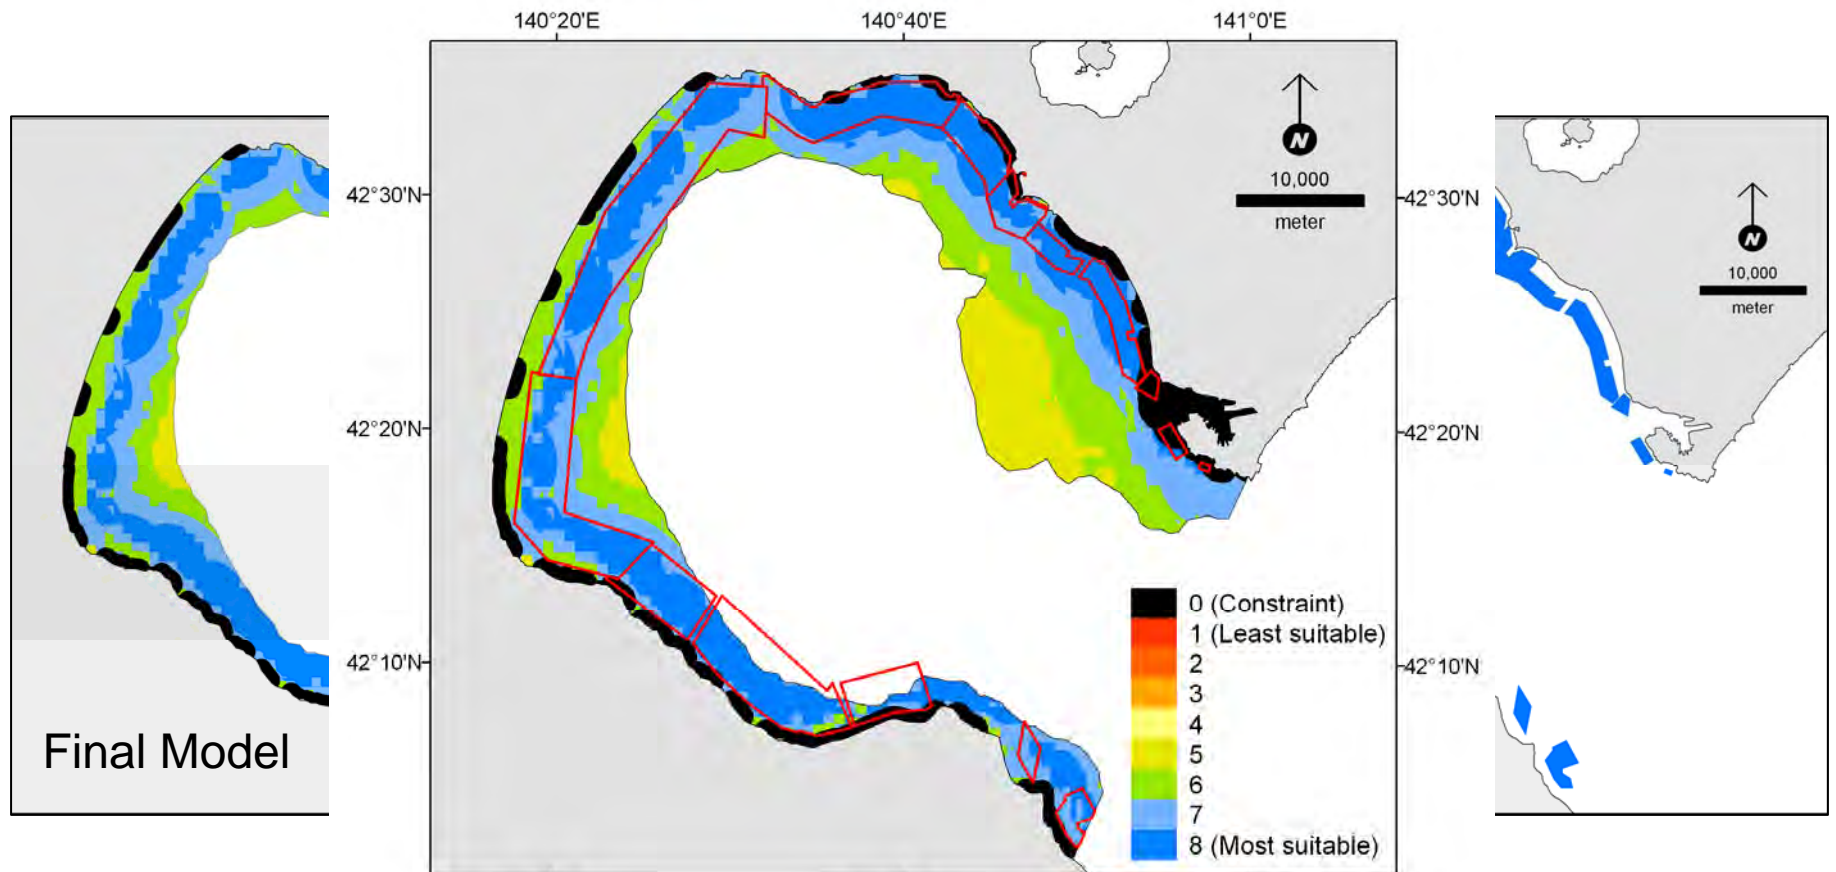 140°20'E 140°40'E 141°0'E
N
10,000
meter
42°30'N
42°30'N
N
10,000
meter
42°20'N
42°20'N
42°10'N
42°10'N
0 (Constraint)
1 (Least suitable)
2
3
4
5
6
7
8 (Most suitable)
Final Model